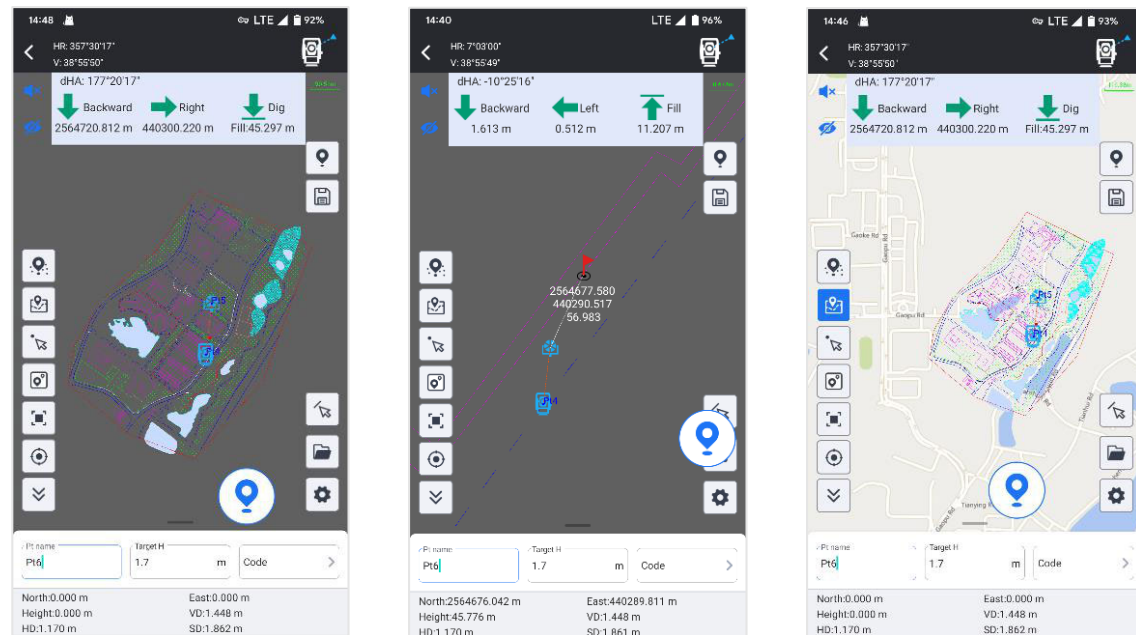 14:48
LTE 92%
HR: 357°30'17"
V: 38°55'50"
dHA: 177°20'17"
Backward Right Dig
2564720.812 m 440300.220 m Fill:45.297 m
Pt5
Pt name Target H
Pt6 1.7 m Code
North:0.000 m East:0.000 m
Height:0.000 m VD:1.448 m
HD:1.170 m SD:1.862 m
14:40
LTE 96%
HR: 7°03'00"
V: 38°55'49"
dHA: -10°25'16"
Backward Left Fill
1.613 m 0.512 m 11.207 m
2564677.580
440290.517
56.983
Pt4
Pt name Target H
Pt6 1.7 m Code
North:2564676.042 m East:440289.811 m
Height:45.776 m VD:1.448 m
HD:1.170 m SD:1.861 m
14:46
LTE 93%
HR: 357°30'17"
V: 38°55'50"
dHA: 177°20'17"
Backward Right Dig
2564720.812 m 440300.220 m Fill:45.297 m
Gaoke Rd
Gaopu Rd
Gaopu Rd
Pt5
Tianhui Rd
Tianying R
Gaopu Rd
Pt name Target H
Pt6 1.7 m Code
North:0.000 m East:0.000 m
Height:0.000 m VD:1.448 m
HD:1.170 m SD:1.862 m